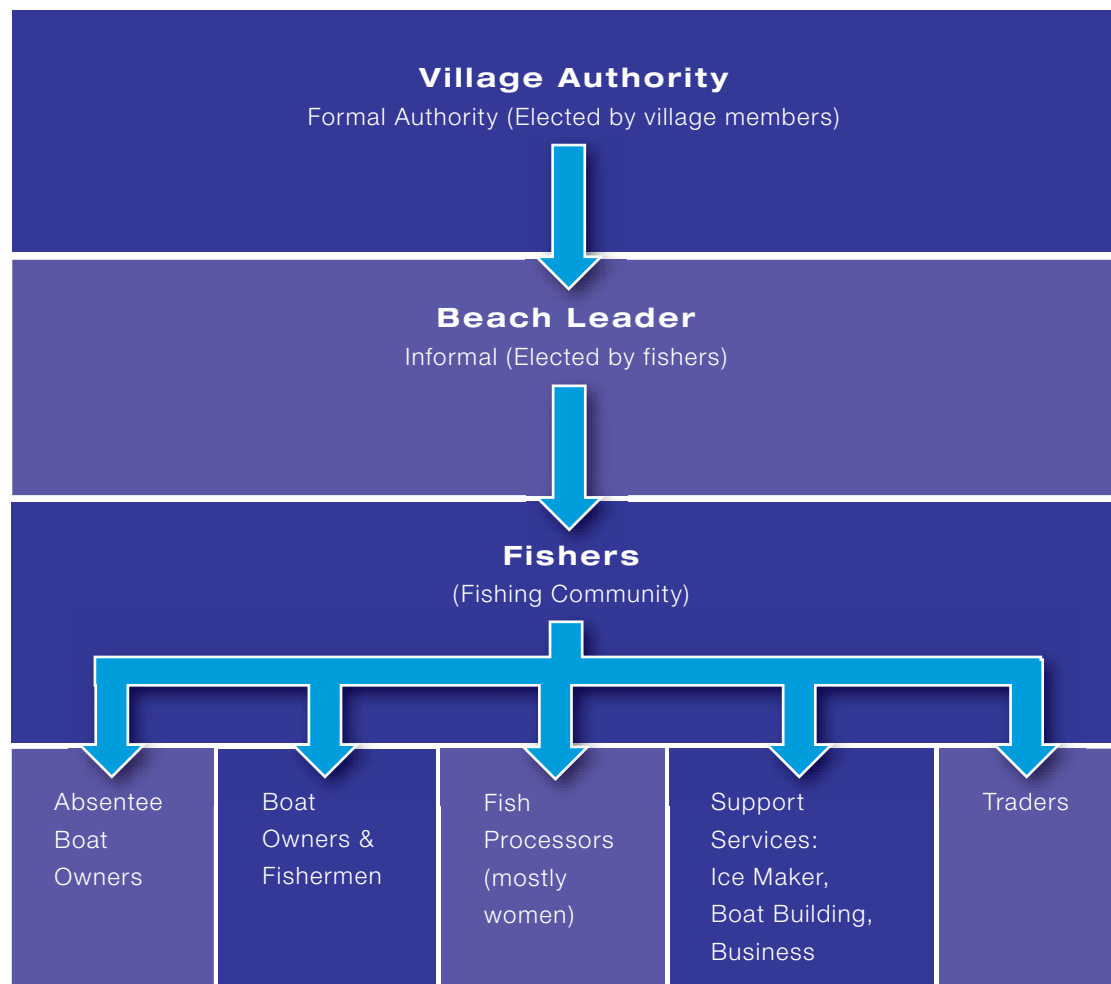 Village Authority
Formal Authority (Elected by village members)
Beach Leader
Informal (Elected by fishers)
Fishers
(Fishing Community)
Absentee
Boat
Owners
Boat
Owners &
Fishermen
Fish
Processors
(mostly
women)
Support
Services:
Ice Maker,
Boat Building,
Business
Traders